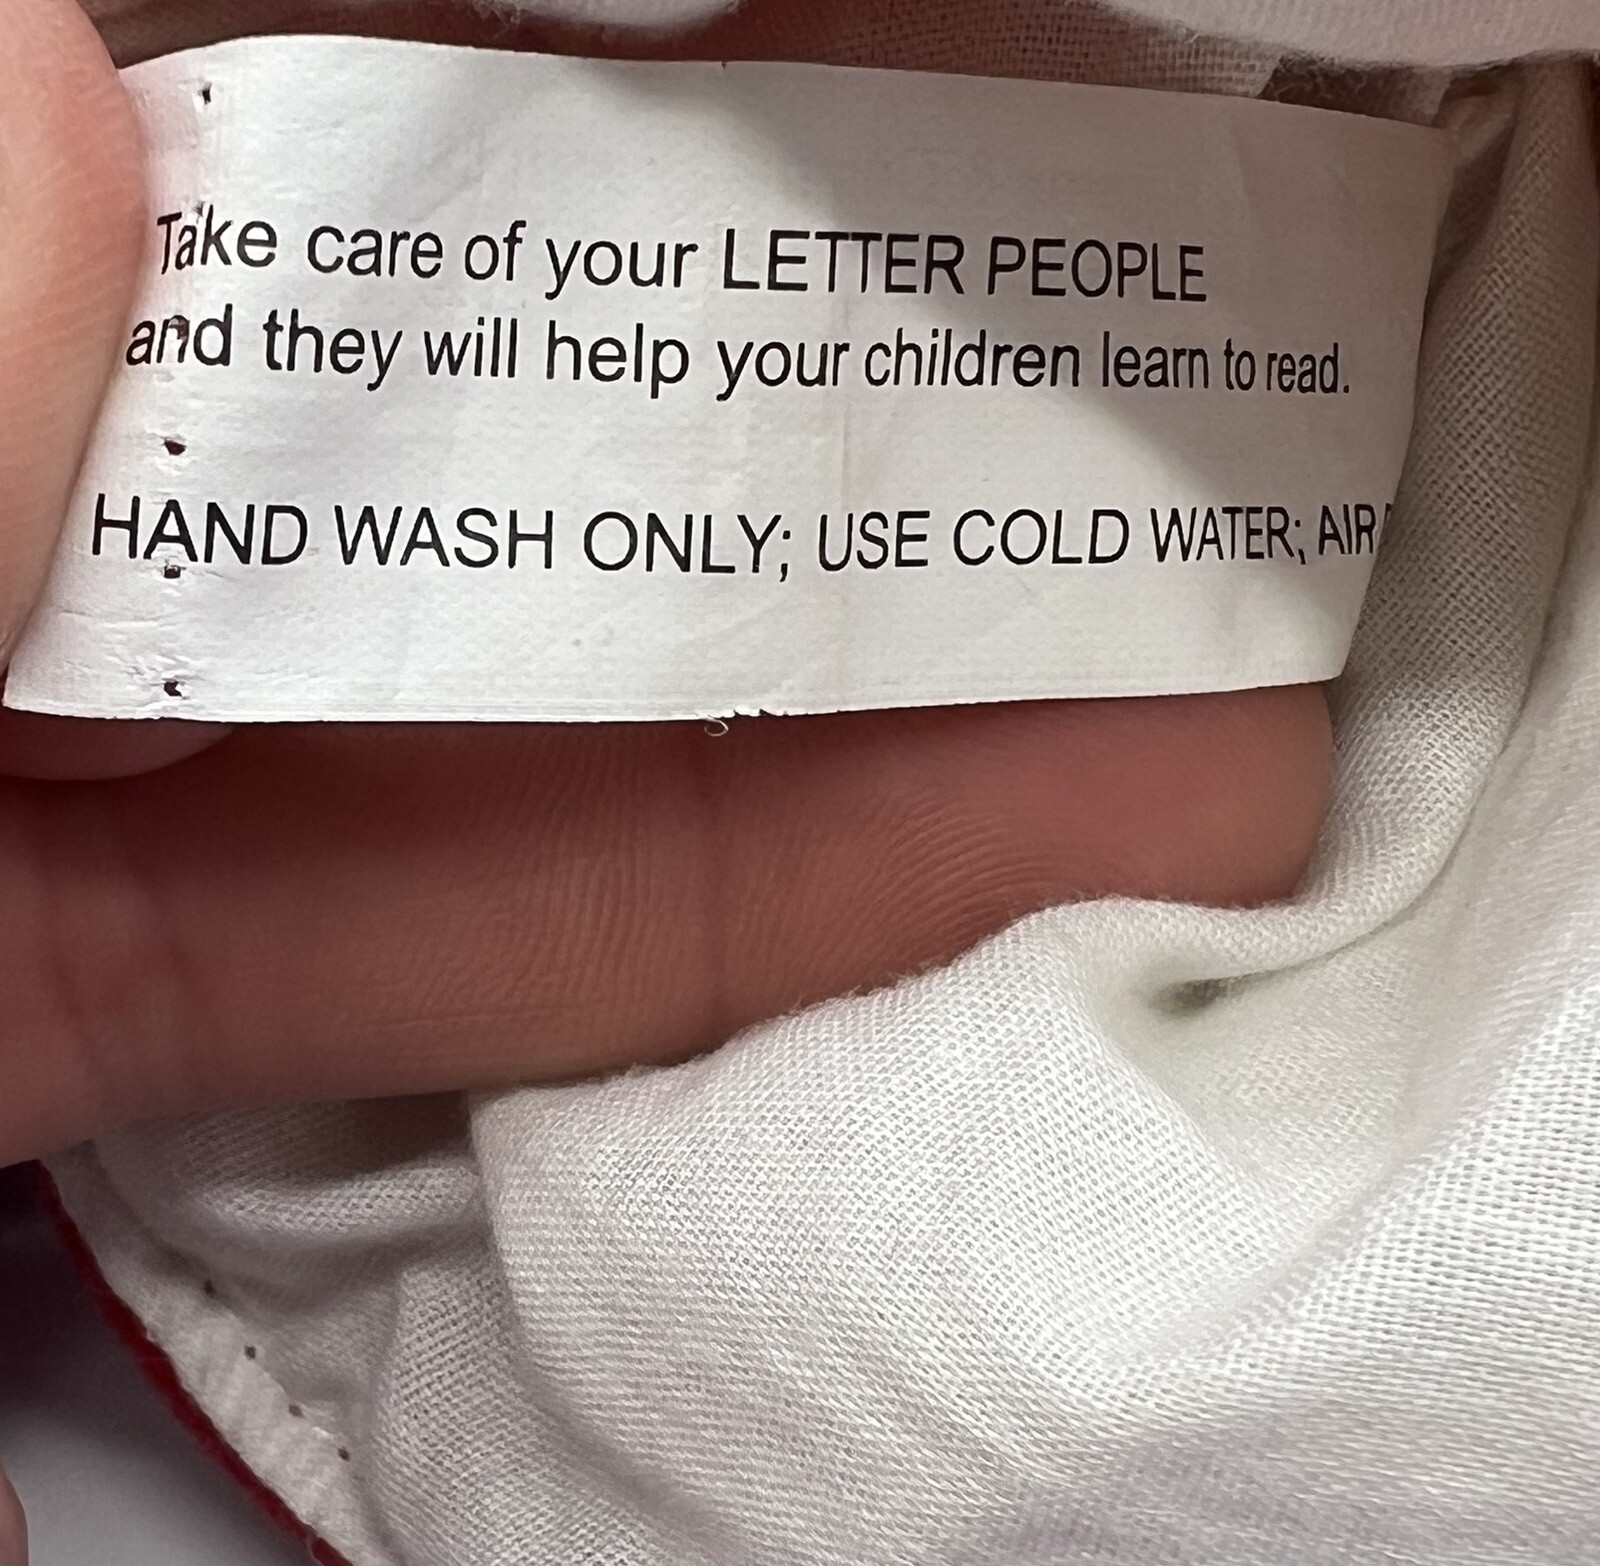 Take care of your LETTER PEOPLE
and they will help your children learn to read.
HAND WASH ONLY; USE COLD WATER; AIR